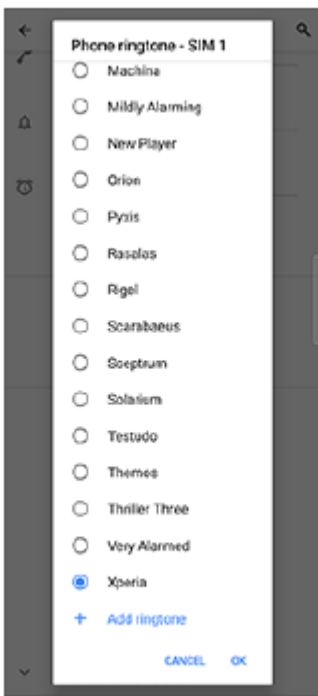 Phone ringtone - SIM 1
Machina
Mildly Alarming
New Player
Orion
Pyxis
Rasalas
Rigel
Scarabaeus
Sceptrum
Solarium
Testudo
Themos
Thriller Three
Very Alarmed
Xperia
+ Add ringtone
CANCEL OK